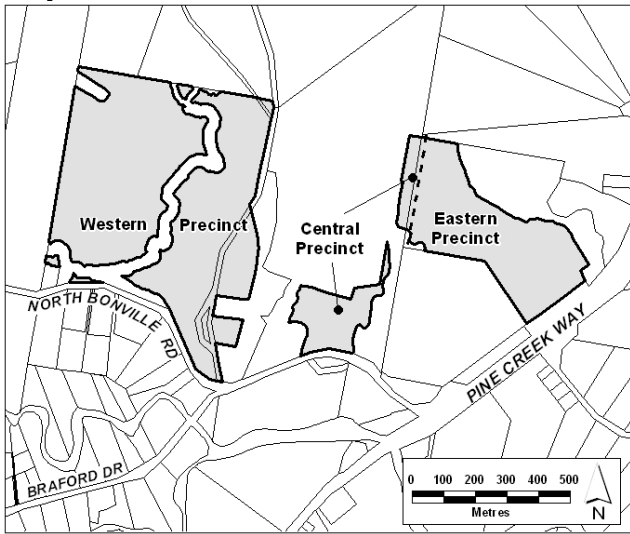 Western Precinct
Central
Precinct
Eastern
Precinct
NORTH BONVILLE RD
PINE CREEK WAY
BRAFORD DR
0 100 200 300 400 500
Metres
N